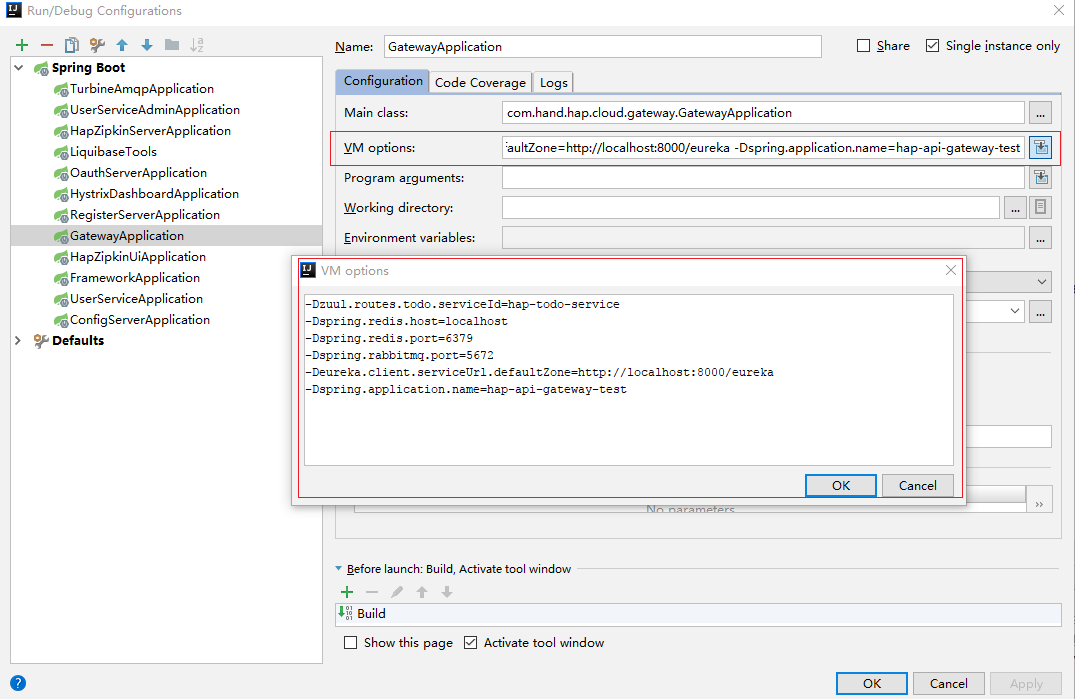 Run/Debug Configurations
Name: GatewayApplication
Share
Single instance only
Spring Boot
TurbineAmqpApplication
UserServiceAdminApplication
HapZipkinServerApplication
LiquibaseTools
OauthServerApplication
HystrixDashboardApplication
RegisterServerApplication
GatewayApplication
HapZipkinUiApplication
FrameworkApplication
UserServiceApplication
ConfigServerApplication
Defaults
Configuration
Code Coverage
Logs
Main class: com.hand.hap.cloud.gateway.GatewayApplication ...
VM options: aultZone=http://localhost:8000/eureka -Dspring.application.name=hap-api-gateway-test
Program arguments:
Working directory: ...
Environment variables: ...
...
VM options
-Dzuul.routes.todo.serviceId=hap-todo-service
-Dspring.redis.host=localhost
-Dspring.redis.port=6379
-Dspring.rabbitmq.port=5672
-Deureka.client.serviceUrl.defaultZone=http://localhost:8000/eureka
-Dspring.application.name=hap-api-gateway-test
OK
Cancel
»
No parameters
Before launch: Build, Activate tool window
Build
Show this page
Activate tool window
?
OK
Cancel
Apply